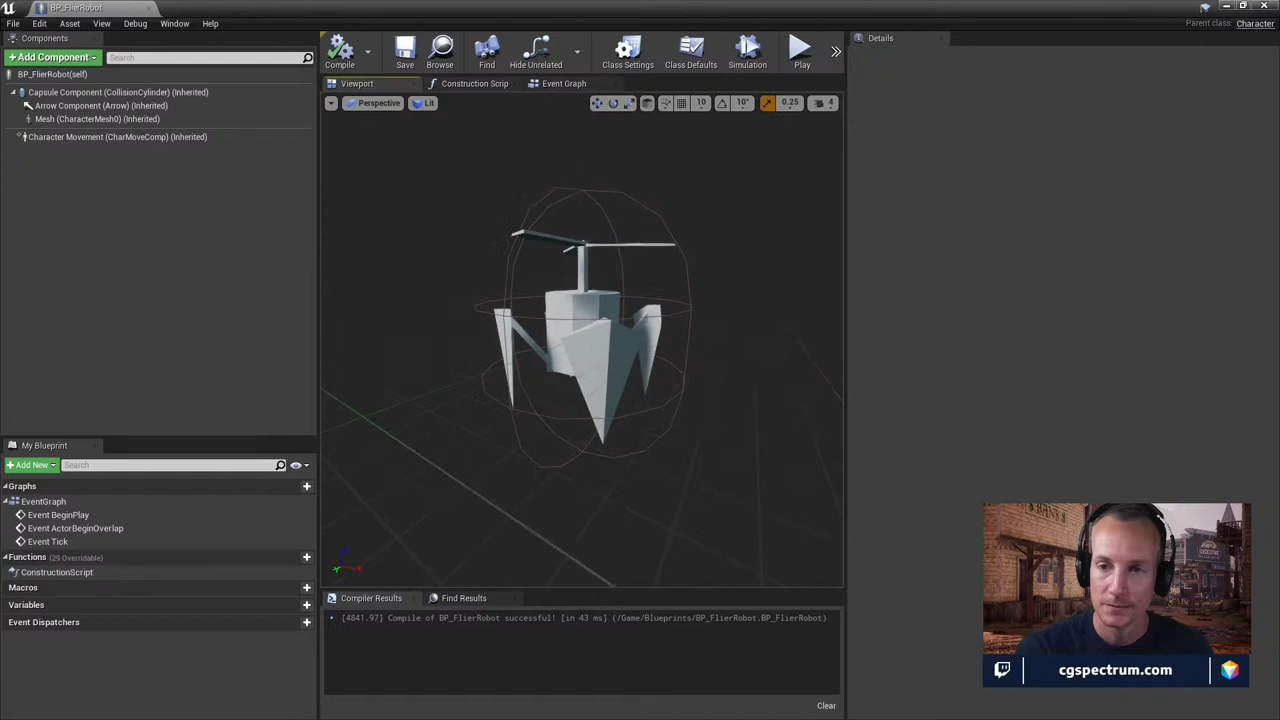 BP_FlierRobot
File Edit Asset View Debug Window Help
Parent class: Character
Components
+Add Component
Search
BP_FlierRobot(self)
Capsule Component (CollisionCylinder) (Inherited)
Arrow Component (Arrow) (Inherited)
Mesh (CharacterMesh0) (Inherited)
Character Movement (CharMoveComp) (Inherited)
Compile
Save
Browse
Find
Hide Unrelated
Class Settings
Class Defaults
Simulation
Play
Details
Viewport
Construction Scrip
Event Graph
Perspective
Lit
10
10°
0.25
4
My Blueprint
+Add New
Search
Graphs
EventGraph
Event BeginPlay
Event ActorBeginOverlap
Event Tick
Functions (29 Overridable)
ConstructionScript
Macros
Variables
Event Dispatchers
Compiler Results
Find Results
[4841.97] Compile of BP_FlierRobot successful! [in 43 ms] (/Game/Blueprints/BP_FlierRobot.BP_FlierRobot)
Clear
cgspectrum.com